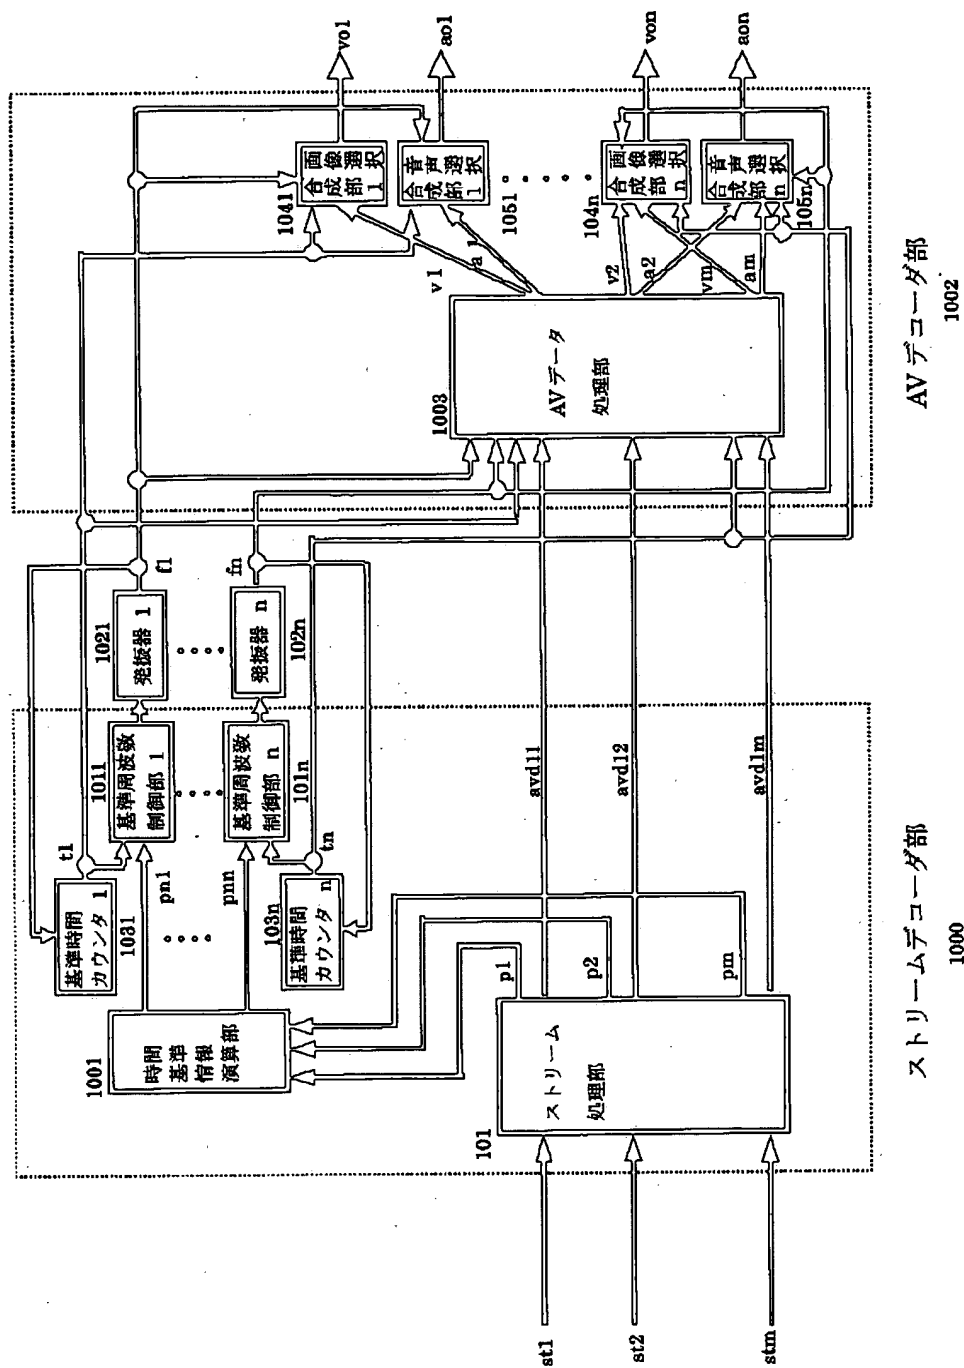 st1
st2
stm
101
ストリーム
処理部
1001
時間
基準
情報
演算部
p1
p2
pm
基準時間
カウンタ 1
1031
t1
基準時間
カウンタ n
103n
tn
pn1
pnn
1011
基準周波数
制御部 1
基準周波数
制御部 n
101n
1021
発振器 1
発振器 n
102n
f1
fn
avd11
avd12
avd1m
ストリームデコーダ部
1000
1003
AVデータ
処理部
v1
a1
v2
a2
vm
am
1041
画像選択
合成部
1
音声選択
合成部
1
1051
104n
画像選択
合成部
n
音声選択
合成部
n
105n
vo1
ao1
von
aon
AVデコーダ部
1002